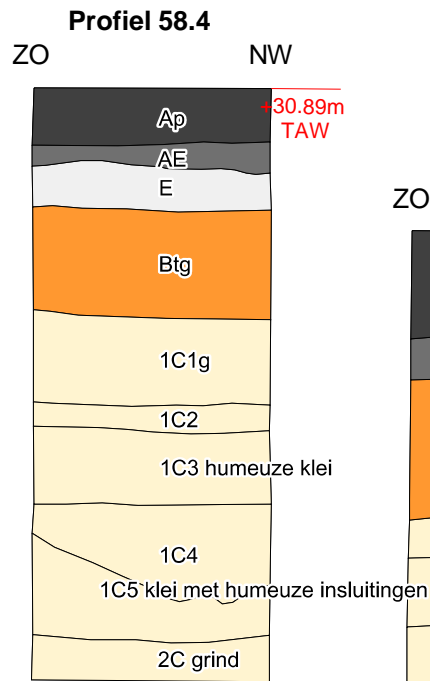 Profiel 58.4
ZO NW
+30.89m
TAW
Ap
AE
E
ZO
Btg
1C1g
1C2
1C3 humeuze klei
1C4
1C5 klei met humeuze insluitingen
2C grind